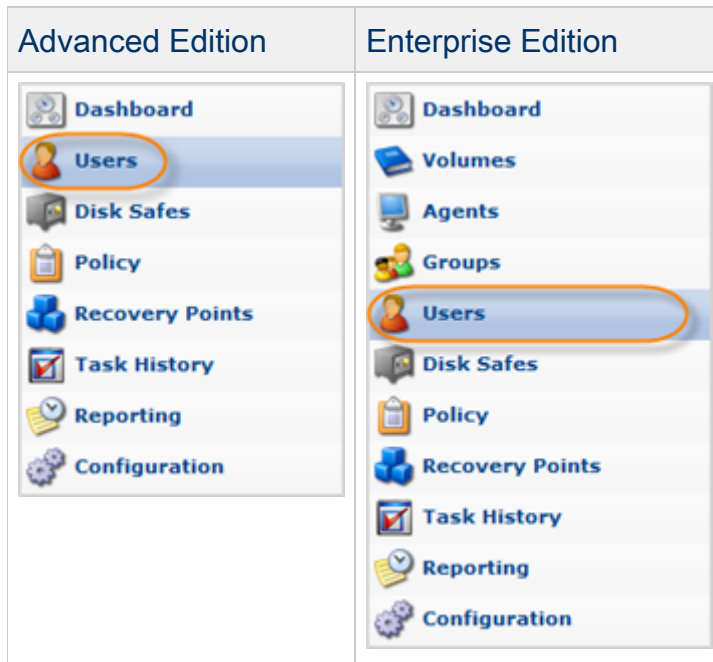 Advanced Edition
Enterprise Edition
Dashboard
Users
Disk Safes
Policy
Recovery Points
Task History
Reporting
Configuration
Dashboard
Volumes
Agents
Groups
Users
Disk Safes
Policy
Recovery Points
Task History
Reporting
Configuration